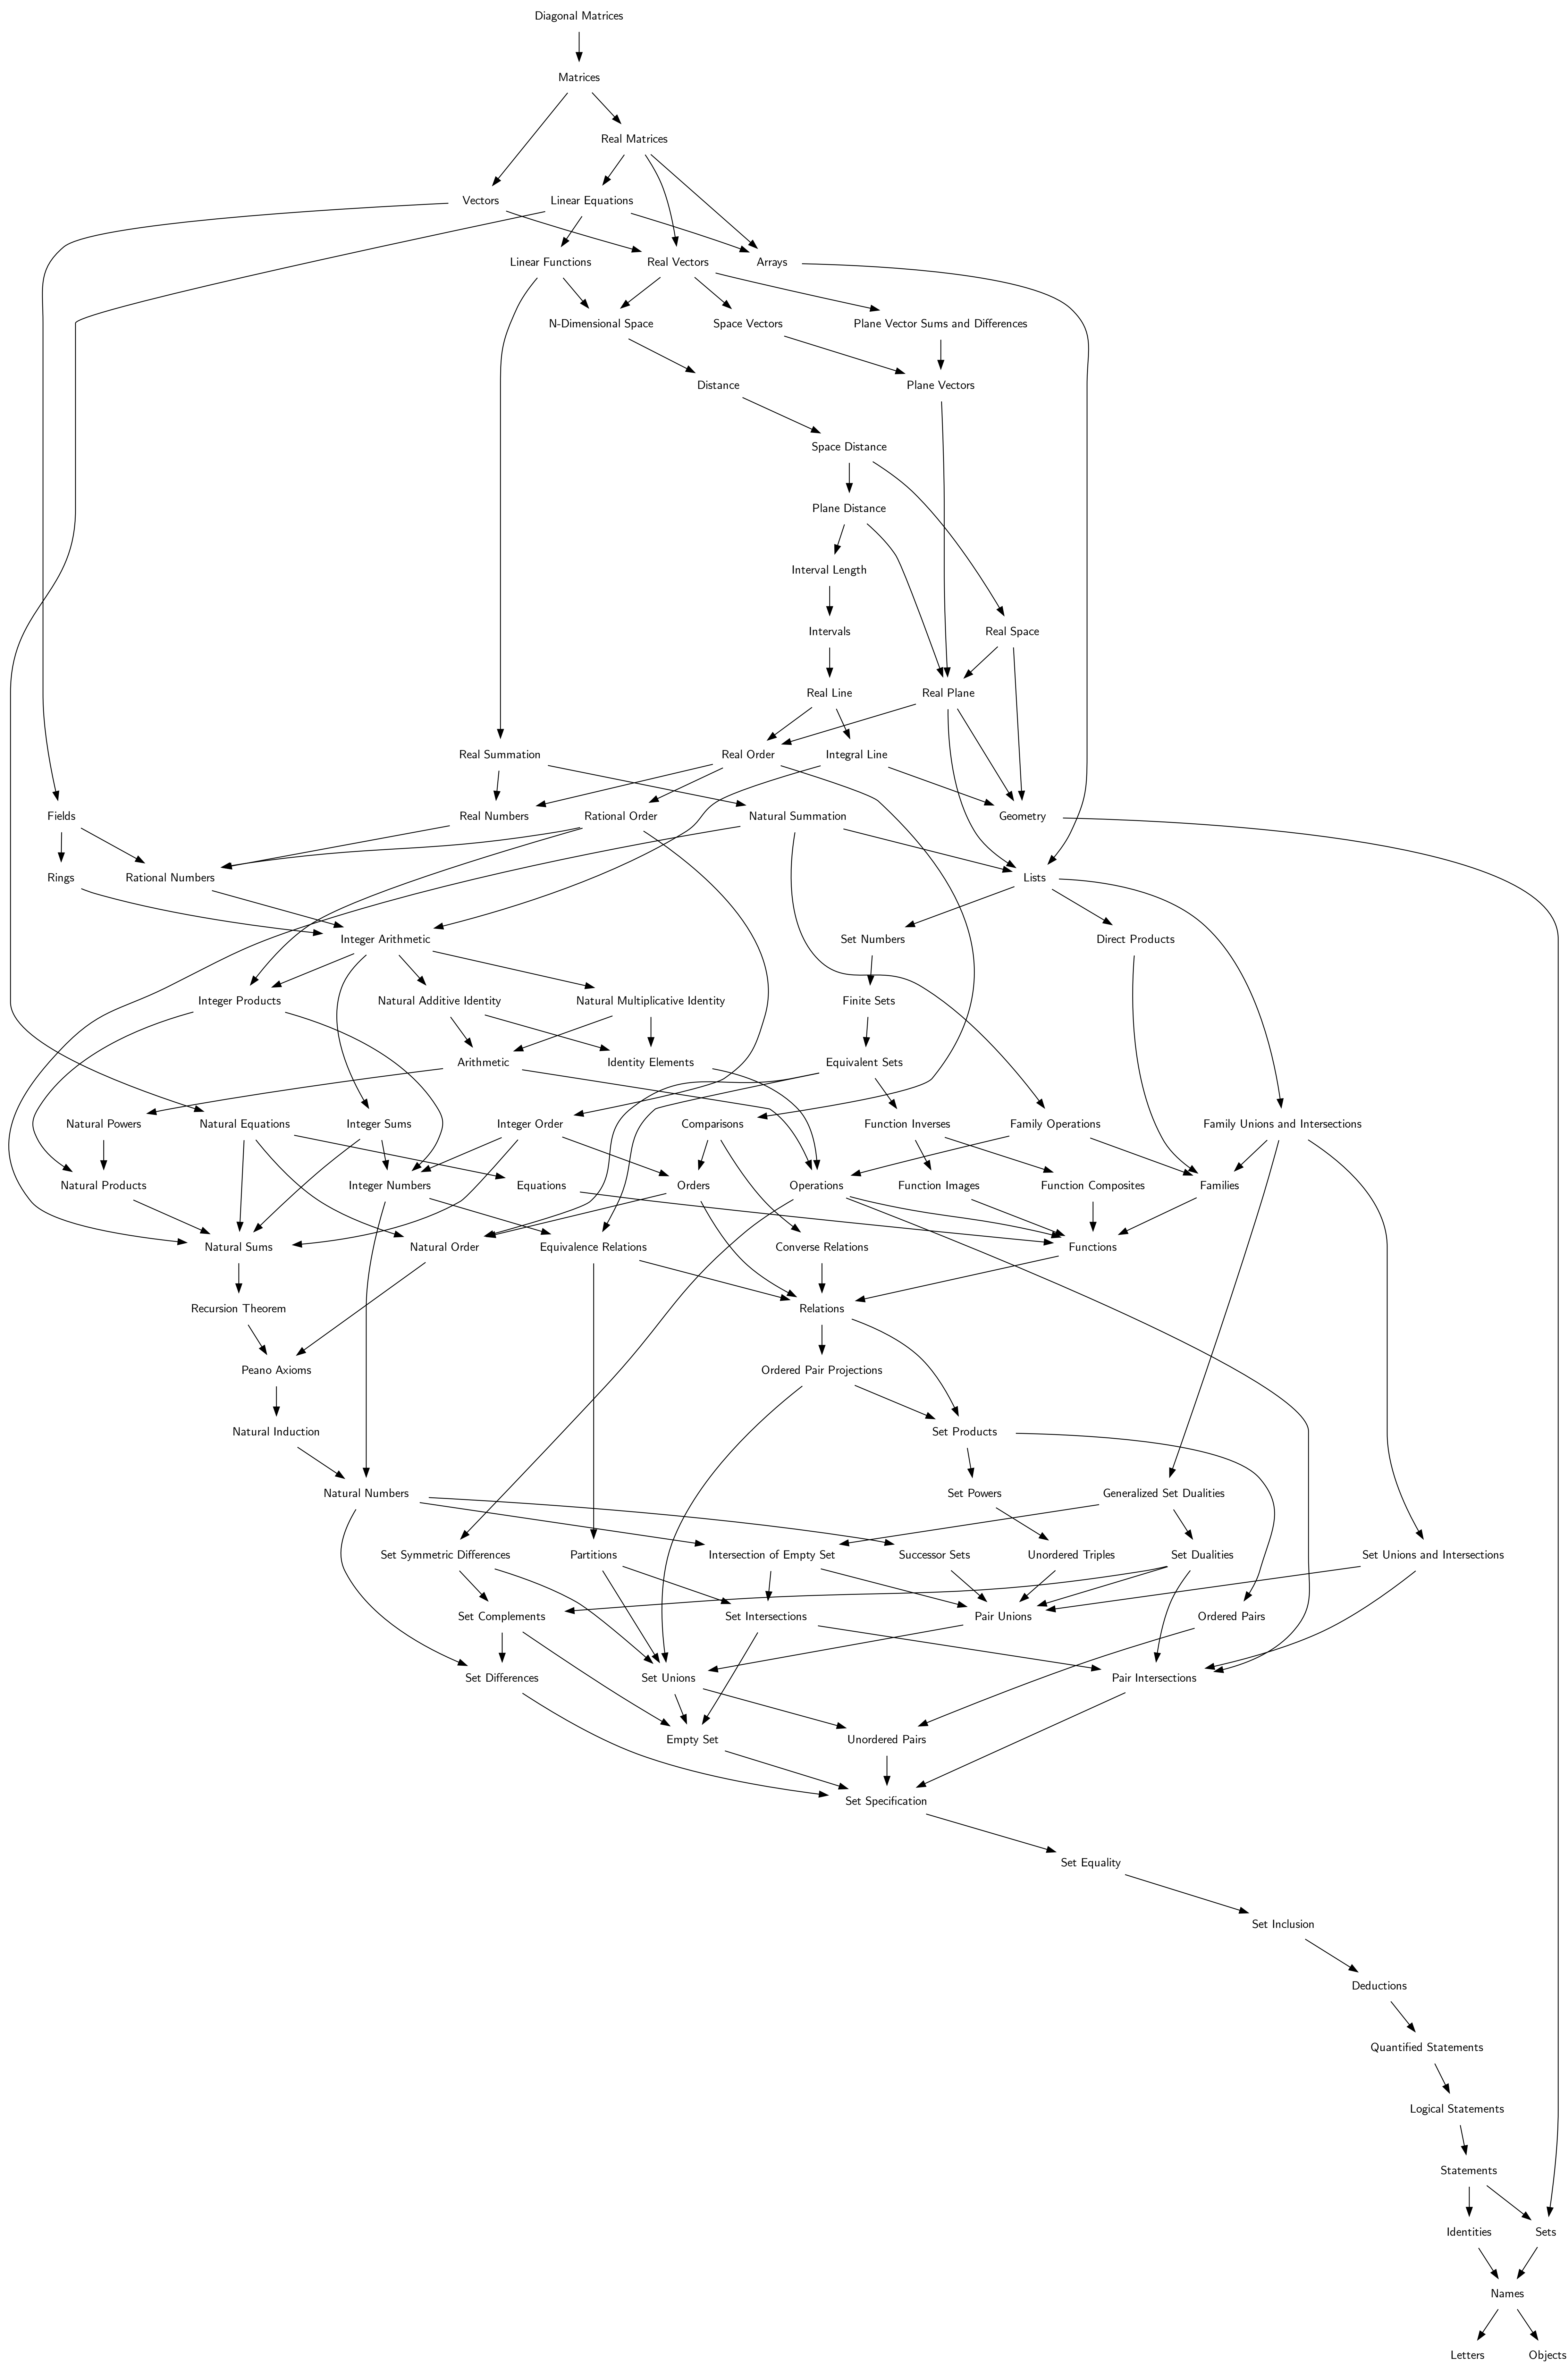 Diagonal Matrices
Matrices
Real Matrices
Vectors
Linear Equations
Linear Functions
Real Vectors
Arrays
N-Dimensional Space
Space Vectors
Plane Vector Sums and Differences
Distance
Plane Vectors
Space Distance
Plane Distance
Interval Length
Intervals
Real Space
Real Line
Real Plane
Real Summation
Real Order
Integral Line
Fields
Real Numbers
Rational Order
Natural Summation
Geometry
Rings
Rational Numbers
Lists
Integer Arithmetic
Set Numbers
Direct Products
Integer Products
Natural Additive Identity
Natural Multiplicative Identity
Finite Sets
Arithmetic
Identity Elements
Equivalent Sets
Natural Powers
Natural Equations
Integer Sums
Integer Order
Comparisons
Function Inverses
Family Operations
Family Unions and Intersections
Natural Products
Integer Numbers
Equations
Orders
Operations
Function Images
Function Composites
Families
Natural Sums
Natural Order
Equivalence Relations
Converse Relations
Functions
Recursion Theorem
Relations
Peano Axioms
Ordered Pair Projections
Natural Induction
Set Products
Natural Numbers
Set Powers
Generalized Set Dualities
Set Symmetric Differences
Partitions
Intersection of Empty Set
Successor Sets
Unordered Triples
Set Dualities
Set Unions and Intersections
Set Complements
Set Intersections
Pair Unions
Ordered Pairs
Set Differences
Set Unions
Pair Intersections
Empty Set
Unordered Pairs
Set Specification
Set Equality
Set Inclusion
Deductions
Quantified Statements
Logical Statements
Statements
Identities
Sets
Names
Letters
Objects